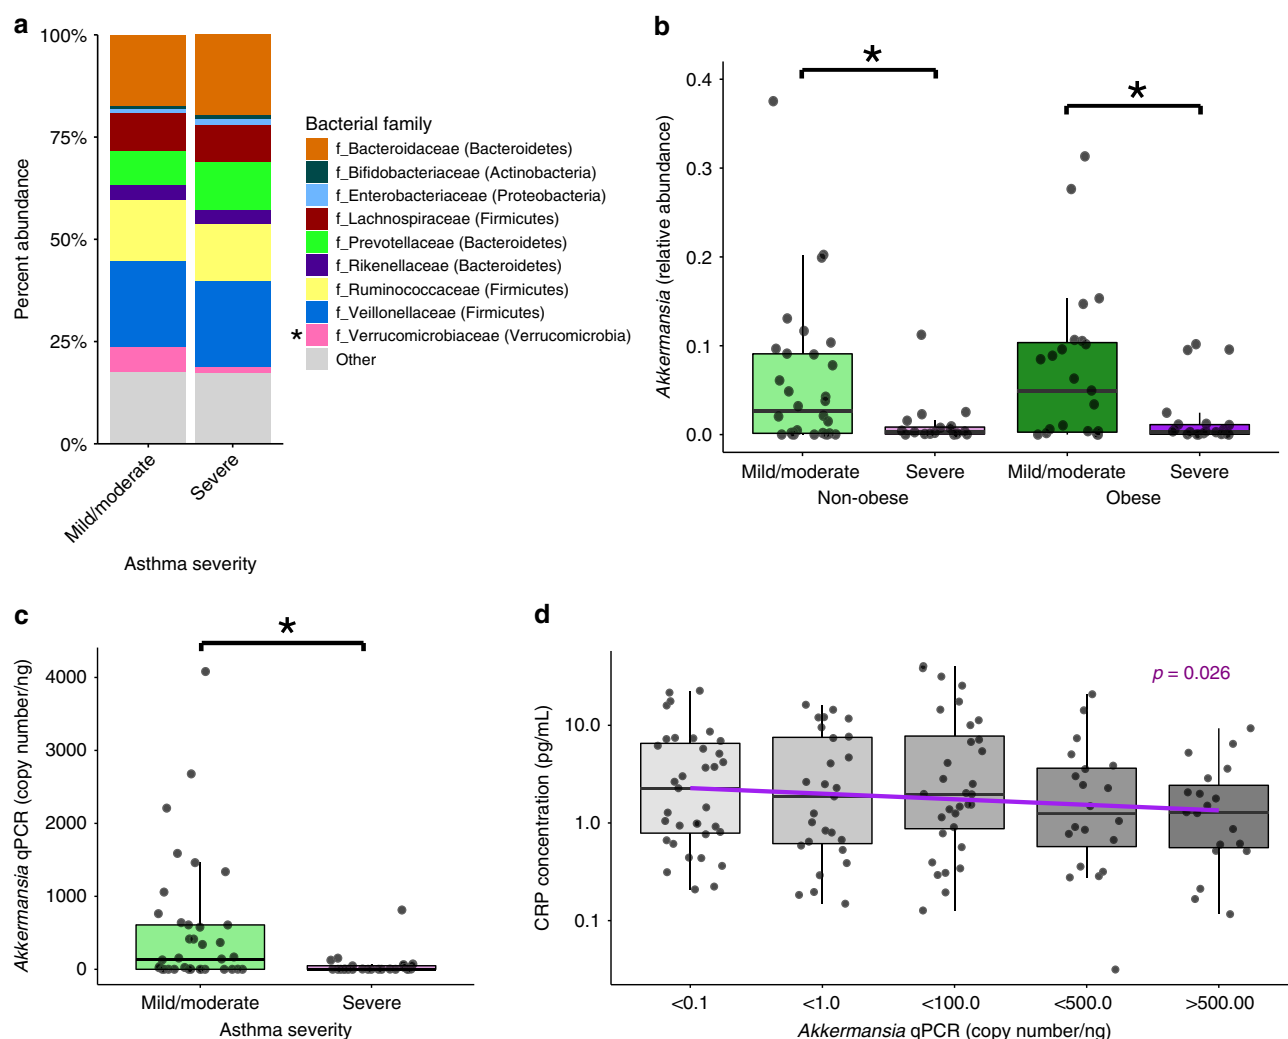 a
100%
75%
50%
25%
0%
Percent abundance
Mild/moderate
Severe
Asthma severity
Bacterial family
f_Bacteroidaceae (Bacteroidetes)
f_Bifidobacteriaceae (Actinobacteria)
f_Enterobacteriaceae (Proteobacteria)
f_Lachnospiraceae (Firmicutes)
f_Prevotellaceae (Bacteroidetes)
f_Rikenellaceae (Bacteroidetes)
f_Ruminococcaceae (Firmicutes)
f_Veillonellaceae (Firmicutes)
* f_Verrucomicrobiaceae (Verrucomicrobia)
Other
b
*
*
0.4
0.3
0.2
0.1
0.0
Akkermansia (relative abundance)
Mild/moderate Severe Mild/moderate Severe
Non-obese Obese
c
*
4000
3000
2000
1000
0
Akkermansia qPCR (copy number/ng)
Mild/moderate Severe
Asthma severity
d
p = 0.026
10.0
1.0
0.1
CRP concentration (pg/mL)
<0.1 <1.0 <100.0 <500.0 >500.00
Akkermansia qPCR (copy number/ng)